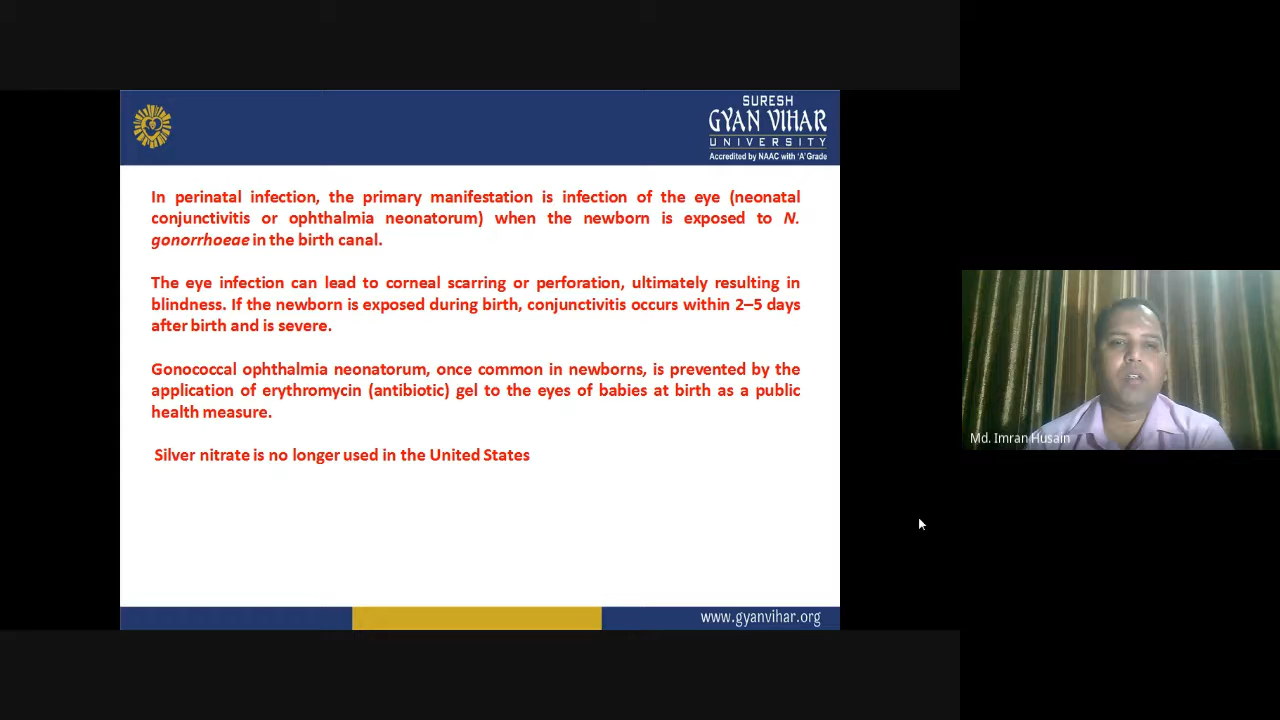 SURESH
GYAN VIHAR
UNIVERSITY
Accredited by NAAC with 'A' Grade
In perinatal infection, the primary manifestation is infection of the eye (neonatal
conjunctivitis or ophthalmia neonatorum) when the newborn is exposed to N.
gonorrhoeae in the birth canal.
The eye infection can lead to corneal scarring or perforation, ultimately resulting in
blindness. If the newborn is exposed during birth, conjunctivitis occurs within 2–5 days
after birth and is severe.
Gonococcal ophthalmia neonatorum, once common in newborns, is prevented by the
application of erythromycin (antibiotic) gel to the eyes of babies at birth as a public
health measure.
Silver nitrate is no longer used in the United States
www.gyanvihar.org
Md. Imran Husain